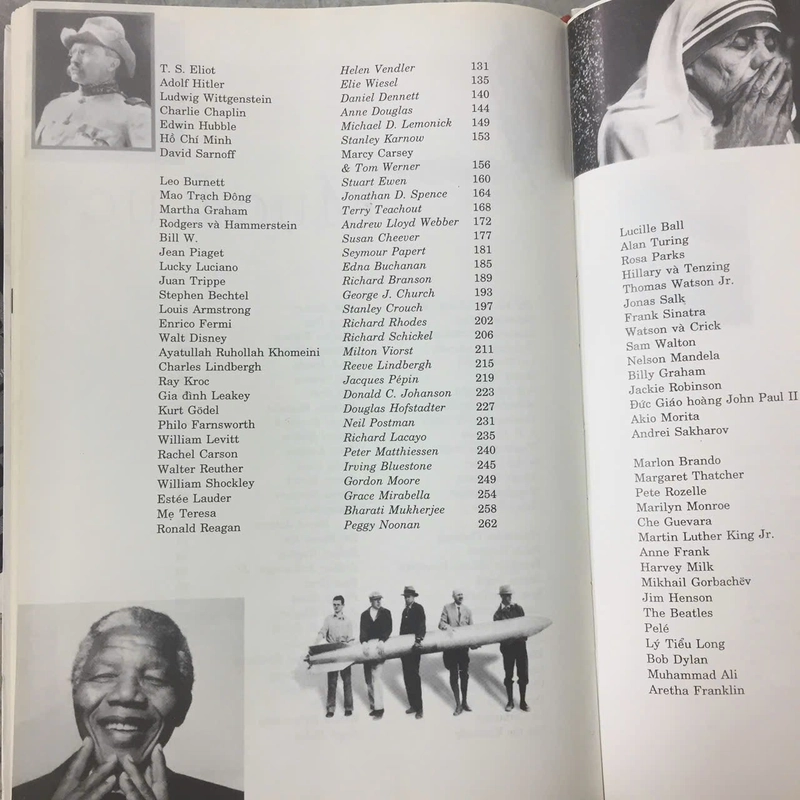 T. S. Eliot Helen Vendler 131
Adolf Hitler Elie Wiesel 135
Ludwig Wittgenstein Daniel Dennett 140
Charlie Chaplin Anne Douglas 144
Edwin Hubble Michael D. Lemonick 149
Hồ Chí Minh Stanley Karnow 153
David Sarnoff Marcy Carsey
& Tom Werner 156
Leo Burnett Stuart Ewen 160
Mao Trạch Đông Jonathan D. Spence 164
Martha Graham Terry Teachout 168
Rodgers và Hammerstein Andrew Lloyd Webber 172
Bill W. Susan Cheever 177
Jean Piaget Seymour Papert 181
Lucky Luciano Edna Buchanan 185
Juan Trippe Richard Branson 189
Stephen Bechtel George J. Church 193
Louis Armstrong Stanley Crouch 197
Enrico Fermi Richard Rhodes 202
Walt Disney Richard Schickel 206
Ayatullah Ruhollah Khomeini Milton Viorst 211
Charles Lindbergh Reeve Lindbergh 215
Ray Kroc Jacques Pépin 219
Gia đình Leakey Donald C. Johanson 223
Kurt Gödel Douglas Hofstadter 227
Philo Farnsworth Neil Postman 231
William Levitt Richard Lacayo 235
Rachel Carson Peter Matthiessen 240
Walter Reuther Irving Bluestone 245
William Shockley Gordon Moore 249
Estée Lauder Grace Mirabella 254
Mẹ Teresa Bharati Mukherjee 258
Ronald Reagan Peggy Noonan 262
Lucille Ball
Alan Turing
Rosa Parks
Hillary và Tenzing
Thomas Watson Jr.
Jonas Salk
Frank Sinatra
Watson và Crick
Sam Walton
Nelson Mandela
Billy Graham
Jackie Robinson
Đức Giáo hoàng John Paul II
Akio Morita
Andrei Sakharov
Marlon Brando
Margaret Thatcher
Pete Rozelle
Marilyn Monroe
Che Guevara
Martin Luther King Jr.
Anne Frank
Harvey Milk
Mikhail Gorbachëv
Jim Henson
The Beatles
Pelé
Lý Tiểu Long
Bob Dylan
Muhammad Ali
Aretha Franklin